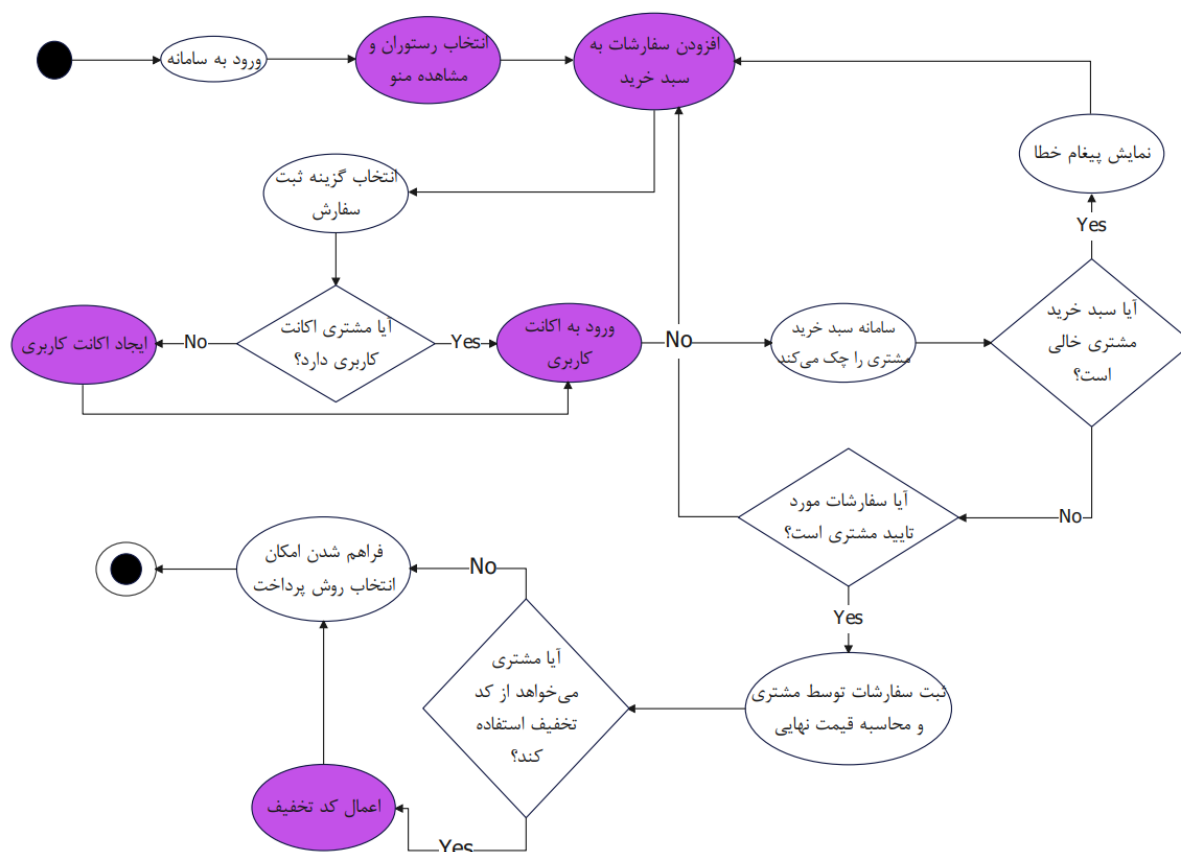 ورود به سامانه
انتخاب رستوران و
مشاهده منو
افزودن سفارشات به
سبد خرید
نمایش پیغام خطا
انتخاب گزینه ثبت
سفارش
Yes
آیا سبد خرید
مشتری خالی
است؟
ایجاد اکانت کاربری
No
آیا مشتری اکانت
کاربری دارد؟
Yes
ورود به اکانت
کاربری
No
سامانه سبد خرید
مشتری را چک می‌کند
آیا سفارشات مورد
تایید مشتری است؟
No
فراهم شدن امکان
انتخاب روش پرداخت
No
Yes
آیا مشتری
می‌خواهد از کد
تخفیف استفاده
کند؟
ثبت سفارشات توسط مشتری
و محاسبه قیمت نهایی
اعمال کد تخفیف
Yes